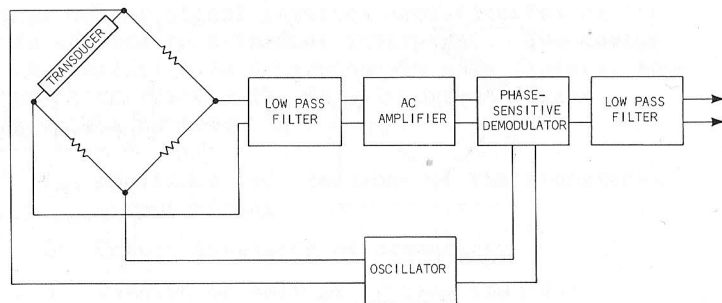 TRANSDUCER
LOW PASS
FILTER
AC
AMPLIFIER
PHASE-
SENSITIVE
DEMODULATOR
LOW PASS
FILTER
OSCILLATOR